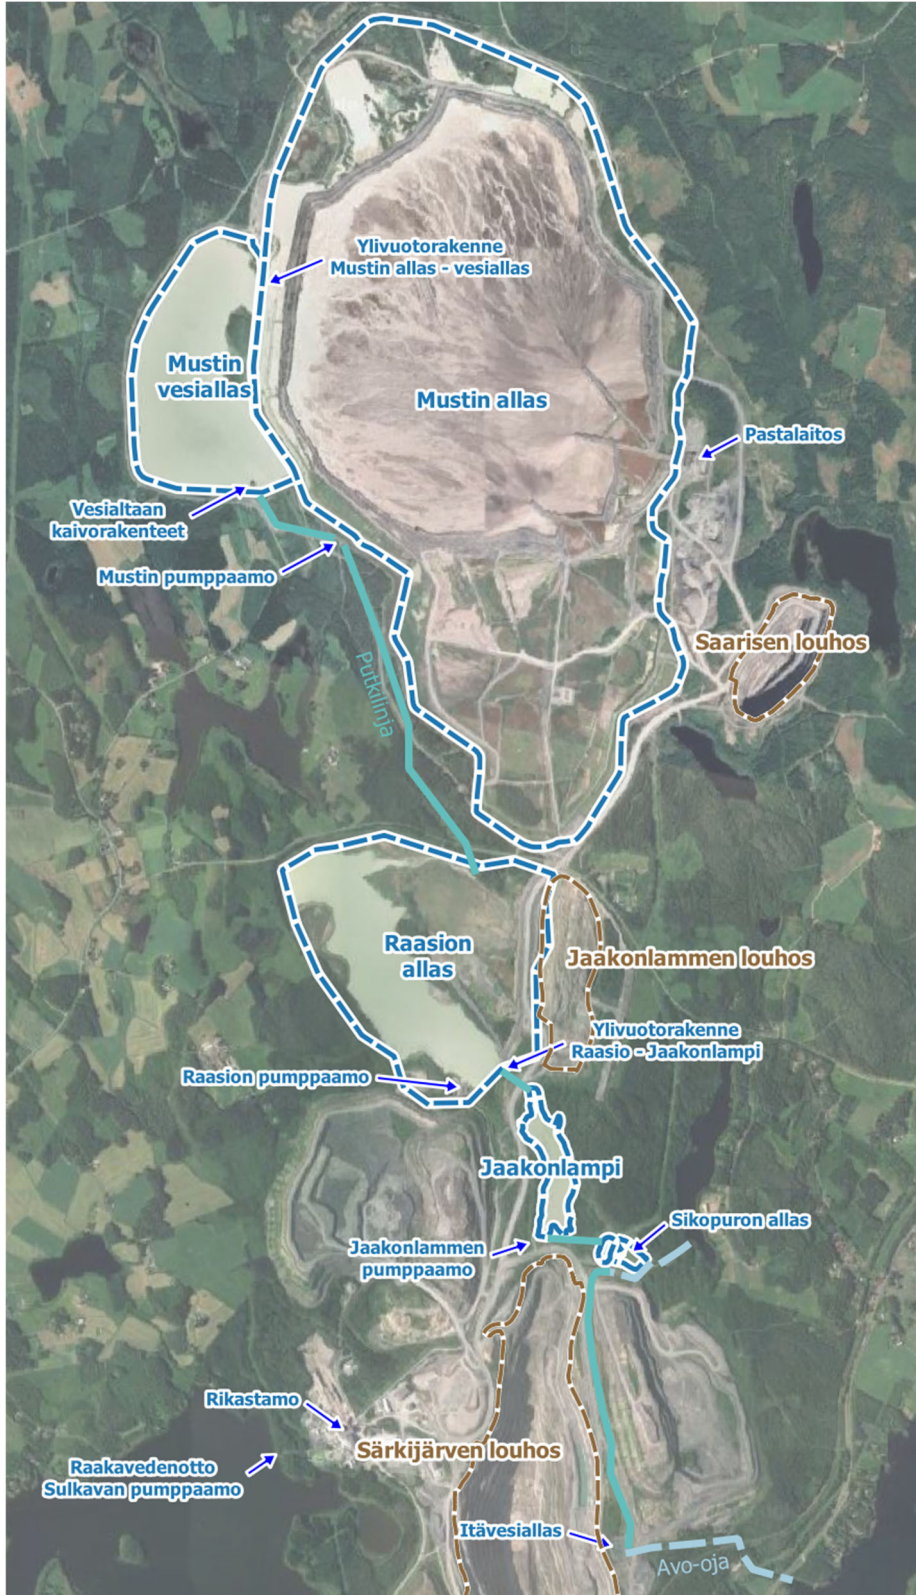 Ylivuotorakenne
Mustin allas - vesiallas
Mustin
vesiallas
Mustin allas
Pastalaitos
Vesialtaan
kaivorakenteet
Mustin pumppaamo
Saarisen louhos
Putkilinja
Raasion
allas
Jaakonlammen louhos
Ylivuotorakenne
Raasio - Jaakonlampi
Raasion pumppaamo
Jaakonlampi
Sikopuron allas
Jaakonlammen
pumppaamo
Rikastamo
Särkijärven louhos
Raakavedenotto
Sulkavan pumppaamo
Itävesiallas
Avo-oja